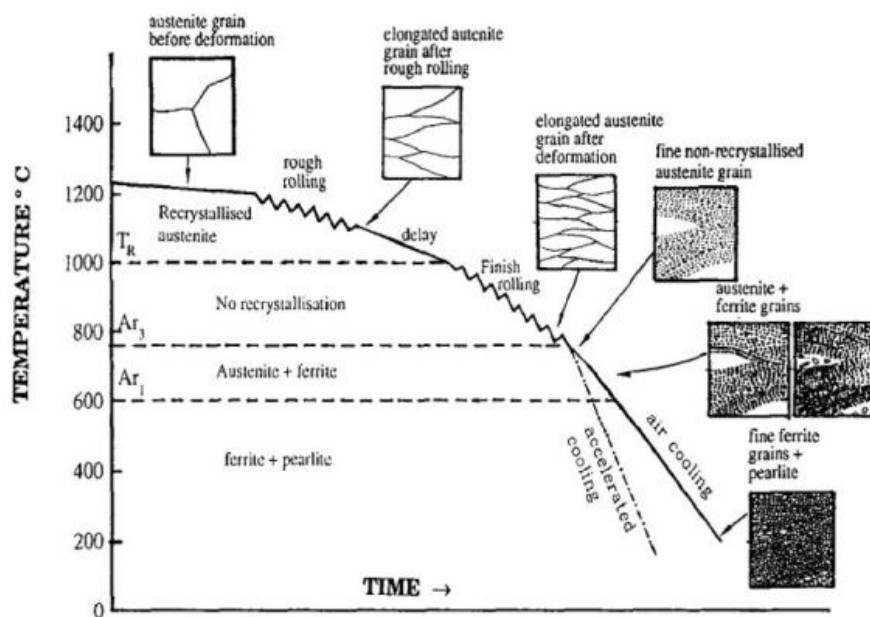 austenite grain
before deformation
elongated autenite
grain after
rough rolling
elongated austenite
grain after
deformation
fine non-recrystallised
austenite grain
austenite +
ferrite grains
fine ferrite
grains +
pearlite
rough
rolling
Recrystallised
austenite
delay
Finish
rolling
No recrystallisation
Austenite + ferrite
ferrite + pearlite
accelerated
cooling
air cooling
TEMPERATURE ° C
1400
1200
T_R
1000
Ar_3
800
Ar_1
600
400
200
0
TIME →